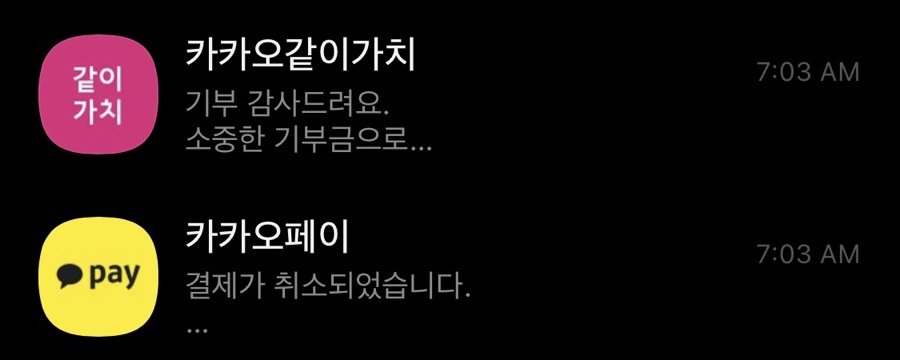 같이
가치
카카오같이가치
7:03 AM
기부 감사드려요.
소중한 기부금으로...
pay
카카오페이
7:03 AM
결제가 취소되었습니다.
...